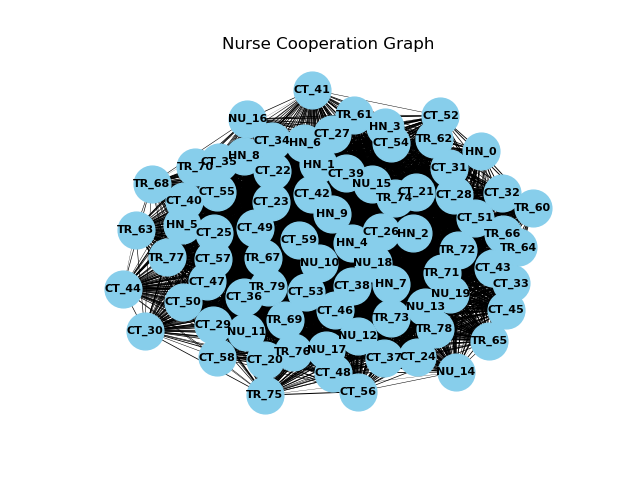 Nurse Cooperation Graph
CT_41
NU_16
TR_61
CT_52
HN_3
CT_27
CT_34
HN_6
CT_54
TR_62
HN_0
HN_8
CT_35
TR_70
HN_1
CT_31
CT_22
CT_39
TR_68
NU_15
CT_55
CT_21
CT_32
CT_42
CT_28
TR_74
CT_40
CT_23
TR_60
HN_9
CT_51
HN_5
CT_49
TR_63
CT_25
CT_26
HN_2
TR_66
CT_59
HN_4
TR_64
TR_72
TR_77
CT_57
TR_67
NU_10
NU_18
CT_43
TR_71
CT_47
CT_33
HN_7
CT_38
TR_79
CT_44
CT_53
NU_19
CT_36
CT_50
NU_13
CT_45
CT_46
TR_73
TR_69
CT_29
TR_78
CT_30
NU_11
NU_12
TR_65
NU_17
TR_76
CT_24
CT_37
CT_58
CT_20
NU_14
CT_48
CT_56
TR_75